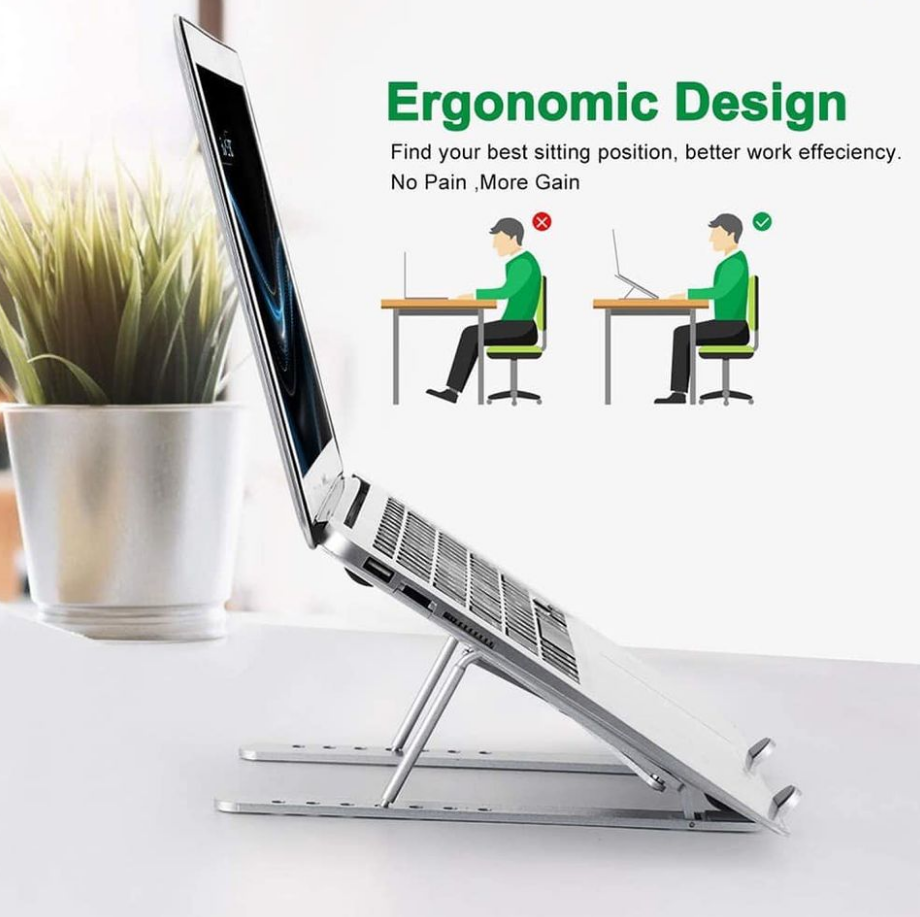 Ergonomic Design
Find your best sitting position, better work effeciency.
No Pain ,More Gain